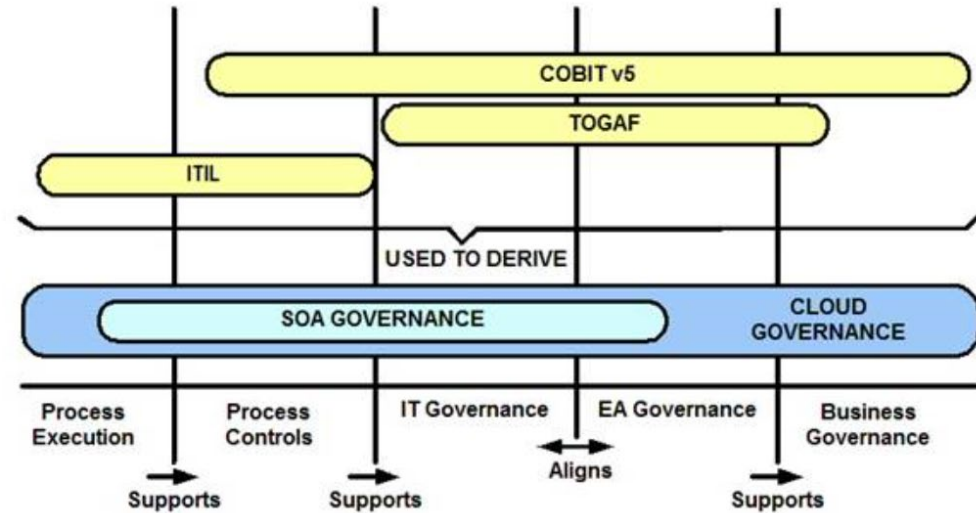 COBIT v5
TOGAF
ITIL
USED TO DERIVE
SOA GOVERNANCE
CLOUD
GOVERNANCE
Process
Execution
Process
Controls
IT Governance
EA Governance
Business
Governance
Supports
Supports
Aligns
Supports